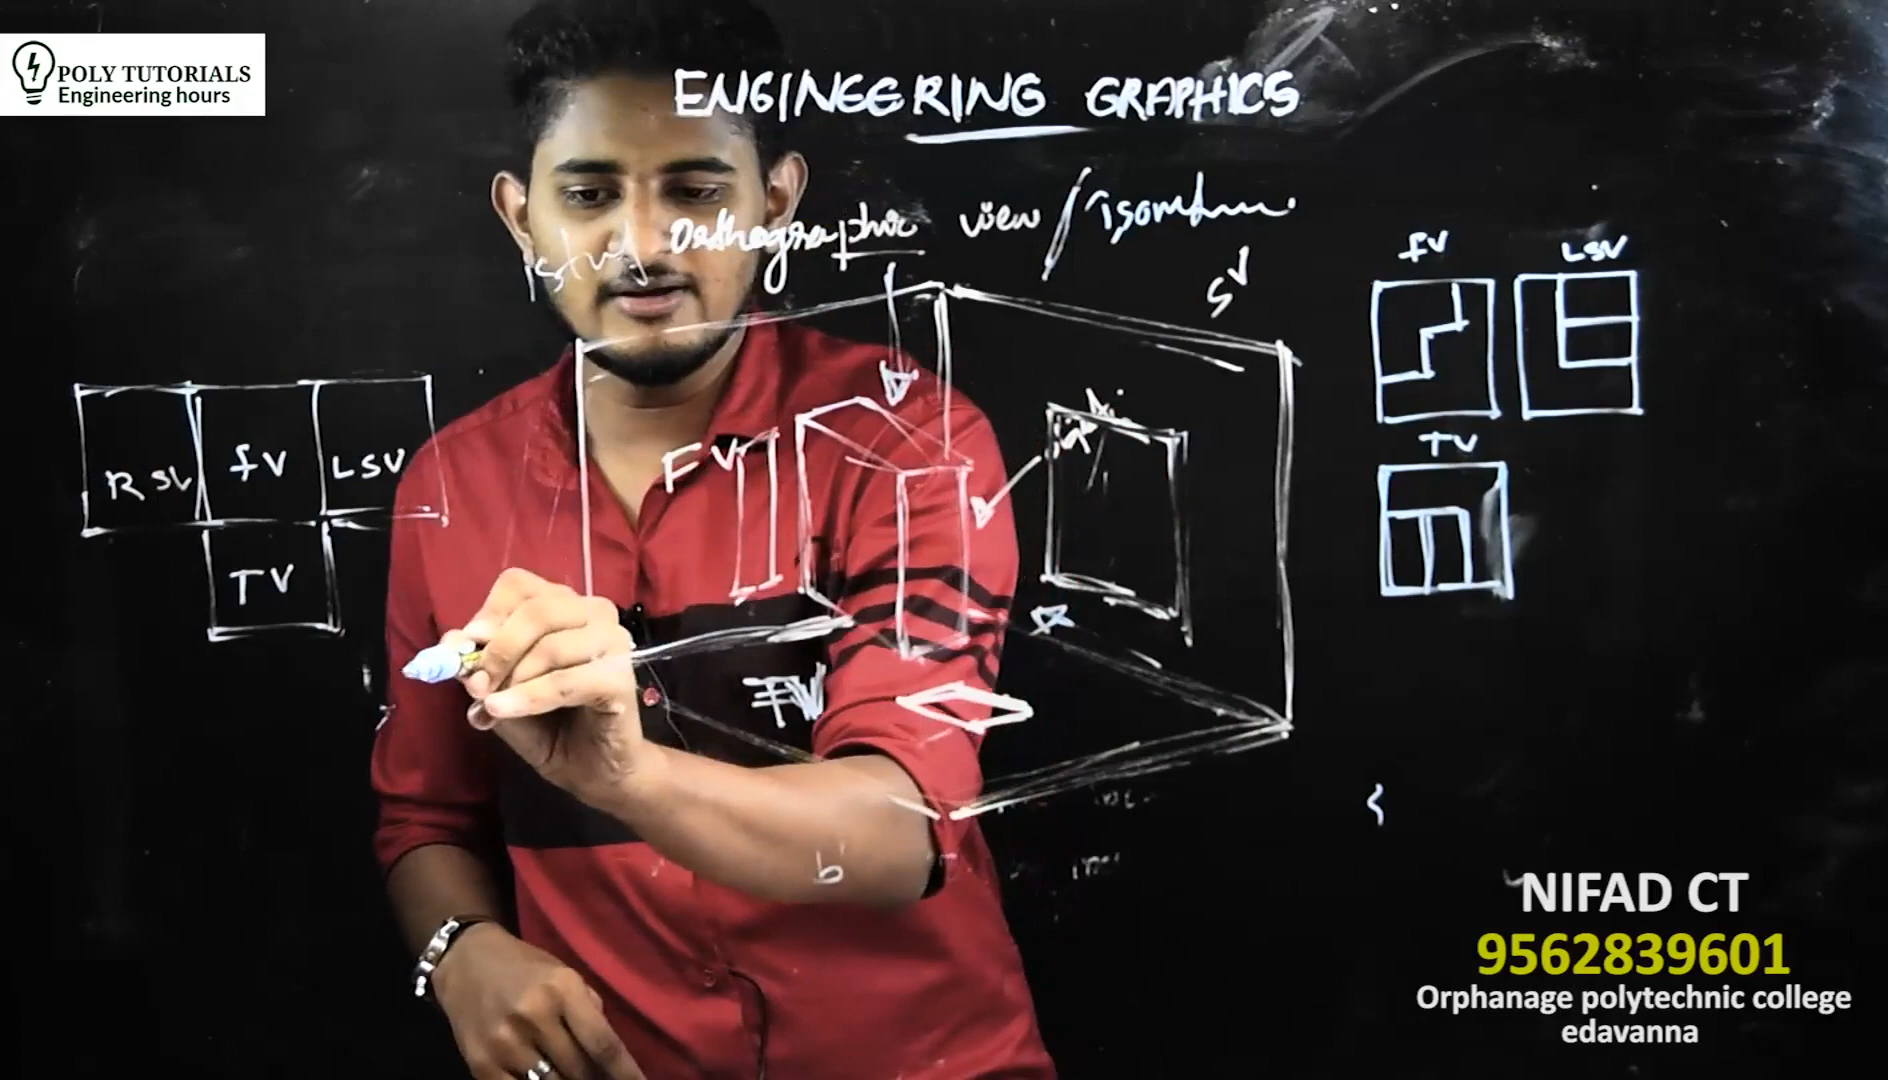 POLY TUTORIALS
Engineering hours
ENGINEERING GRAPHICS
Orthographic view /
SV
fV LSV
RSV fV LSV
FV
TV
TV
b'
NIFAD CT
9562839601
Orphanage polytechnic college
edavanna